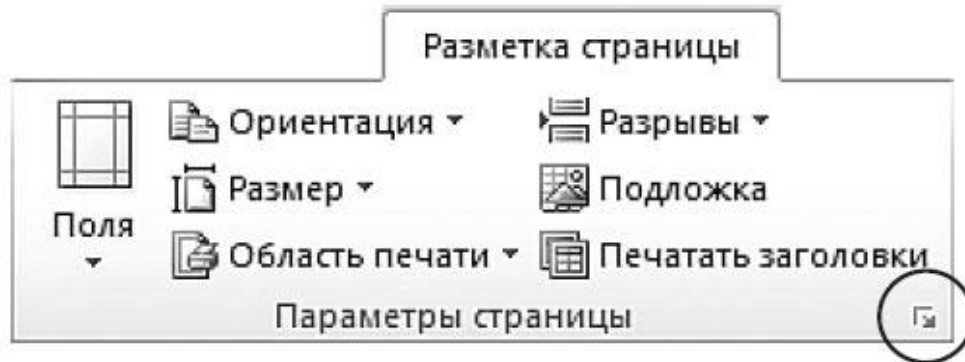 Разметка страницы
Ориентация Разрывы
Размер Подложка
Поля
Область печати Печатать заголовки
Параметры страницы